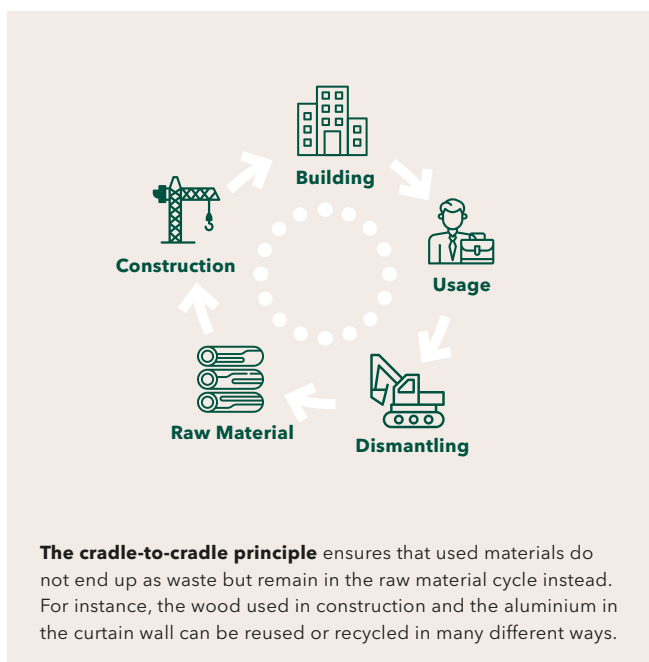 Building
Construction
Usage
Raw Material
Dismantling
The cradle-to-cradle principle ensures that used materials do
not end up as waste but remain in the raw material cycle instead.
For instance, the wood used in construction and the aluminium in
the curtain wall can be reused or recycled in many different ways.